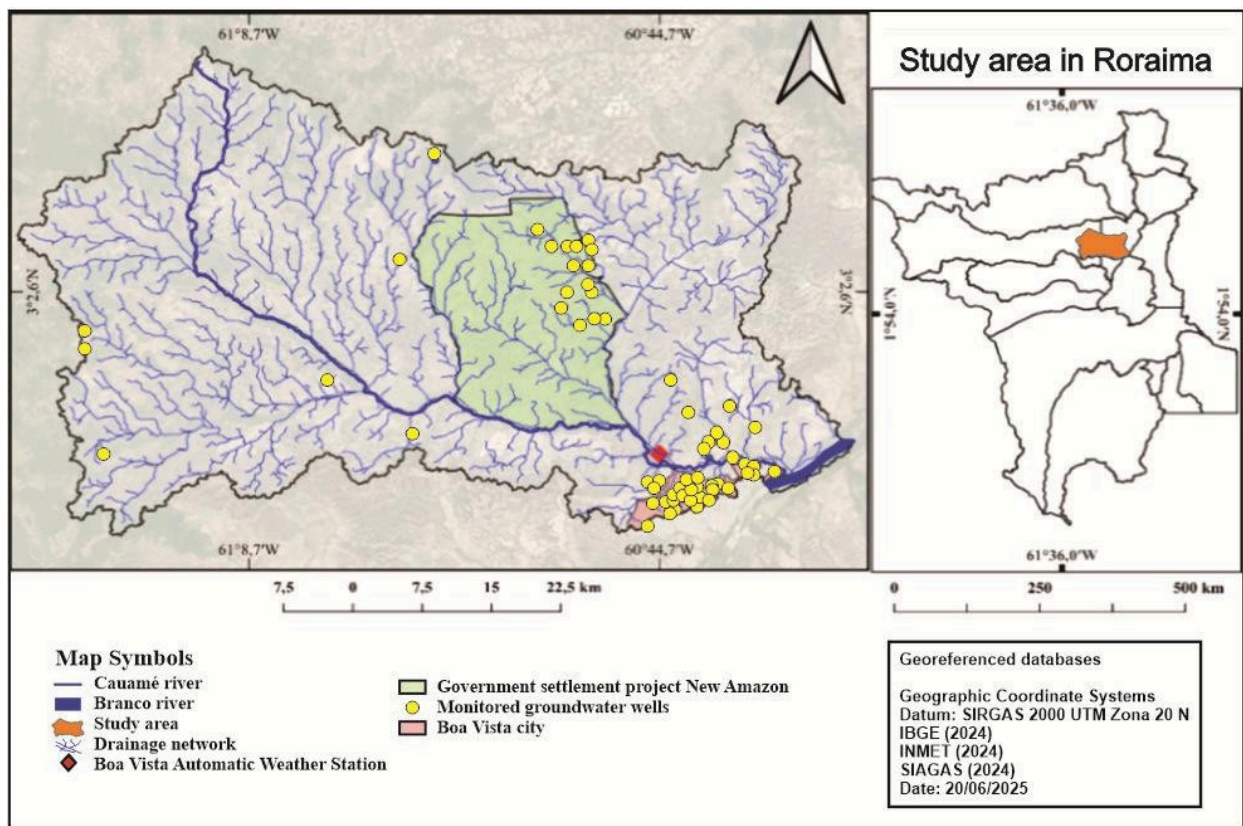 61°8,7"W
60°44,7"W
3°2,6"N
3°2,6"N
61°8,7"W
60°44,7"W
7,5 0 7,5 15 22,5 km
Study area in Roraima
61°36,0"W
1°54,0"N
1°54,0"N
61°36,0"W
0 250 500 km
Map Symbols
Cauamé river
Branco river
Study area
Drainage network
Boa Vista Automatic Weather Station
Government settlement project New Amazon
Monitored groundwater wells
Boa Vista city
Georeferenced databases
Geographic Coordinate Systems
Datum: SIRGAS 2000 UTM Zona 20 N
IBGE (2024)
INMET (2024)
SIAGAS (2024)
Date: 20/06/2025